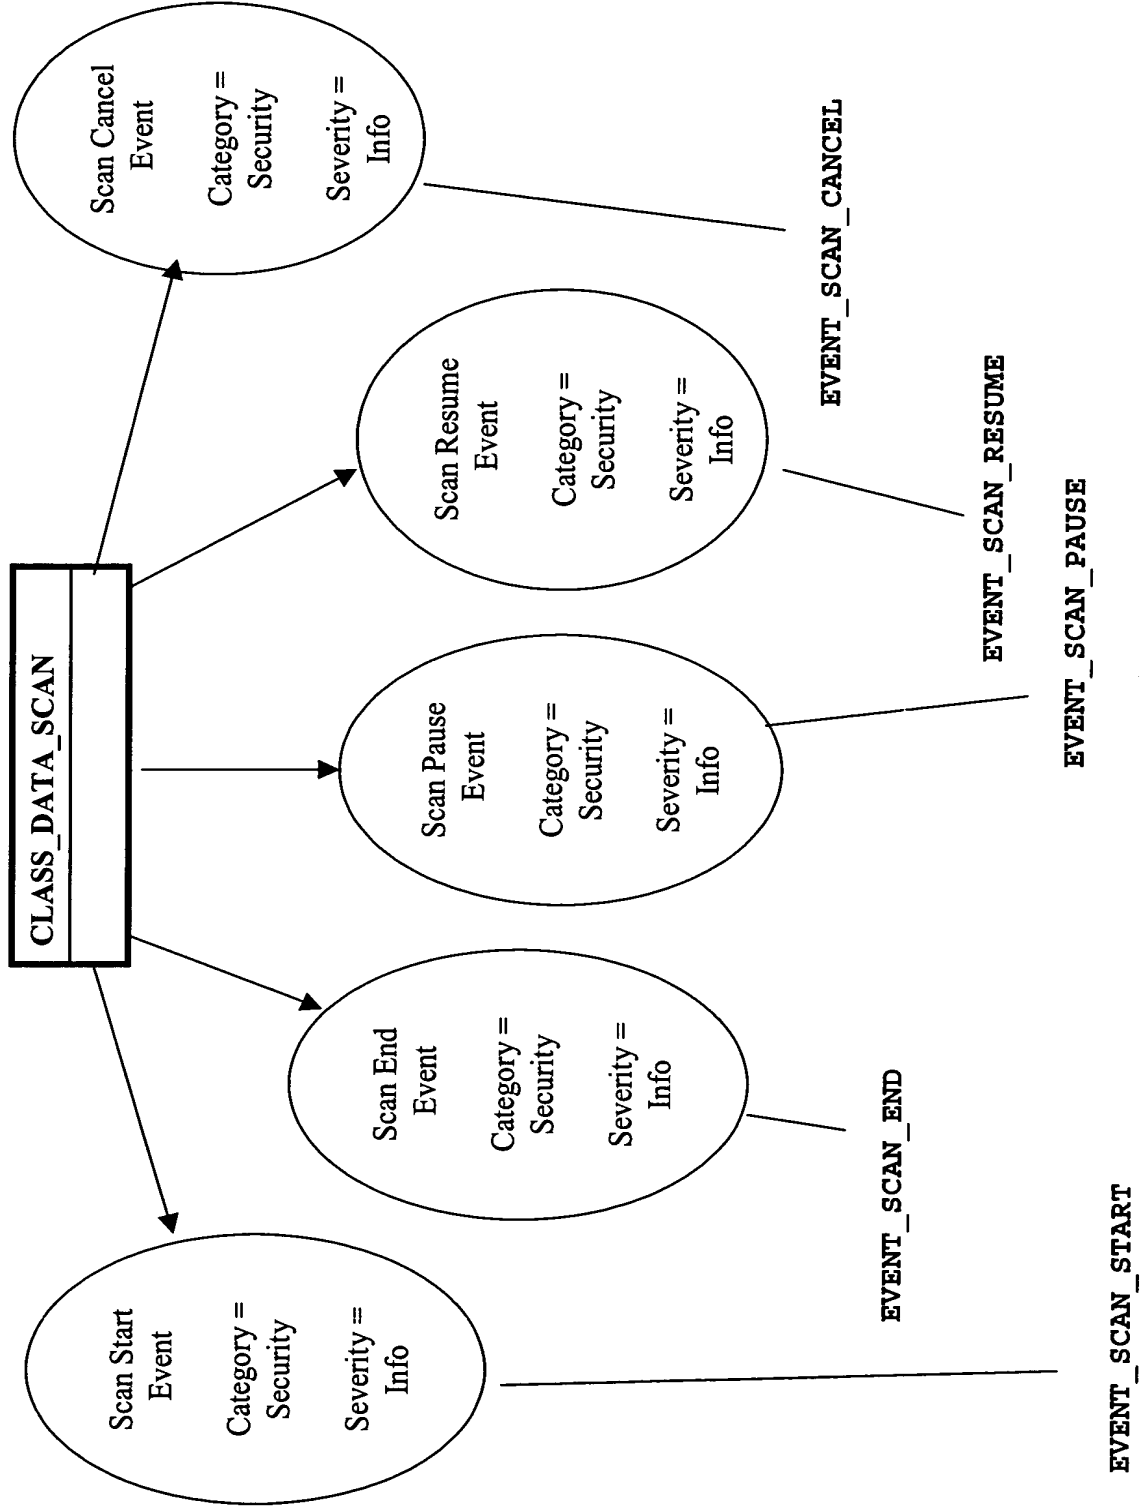 CLASS_DATA_SCAN
Scan Start
Event
Category =
Security
Severity =
Info
Scan End
Event
Category =
Security
Severity =
Info
Scan Pause
Event
Category =
Security
Severity =
Info
Scan Resume
Event
Category =
Security
Severity =
Info
Scan Cancel
Event
Category =
Security
Severity =
Info
EVENT_SCAN_START
EVENT_SCAN_END
EVENT_SCAN_PAUSE
EVENT_SCAN_RESUME
EVENT_SCAN_CANCEL